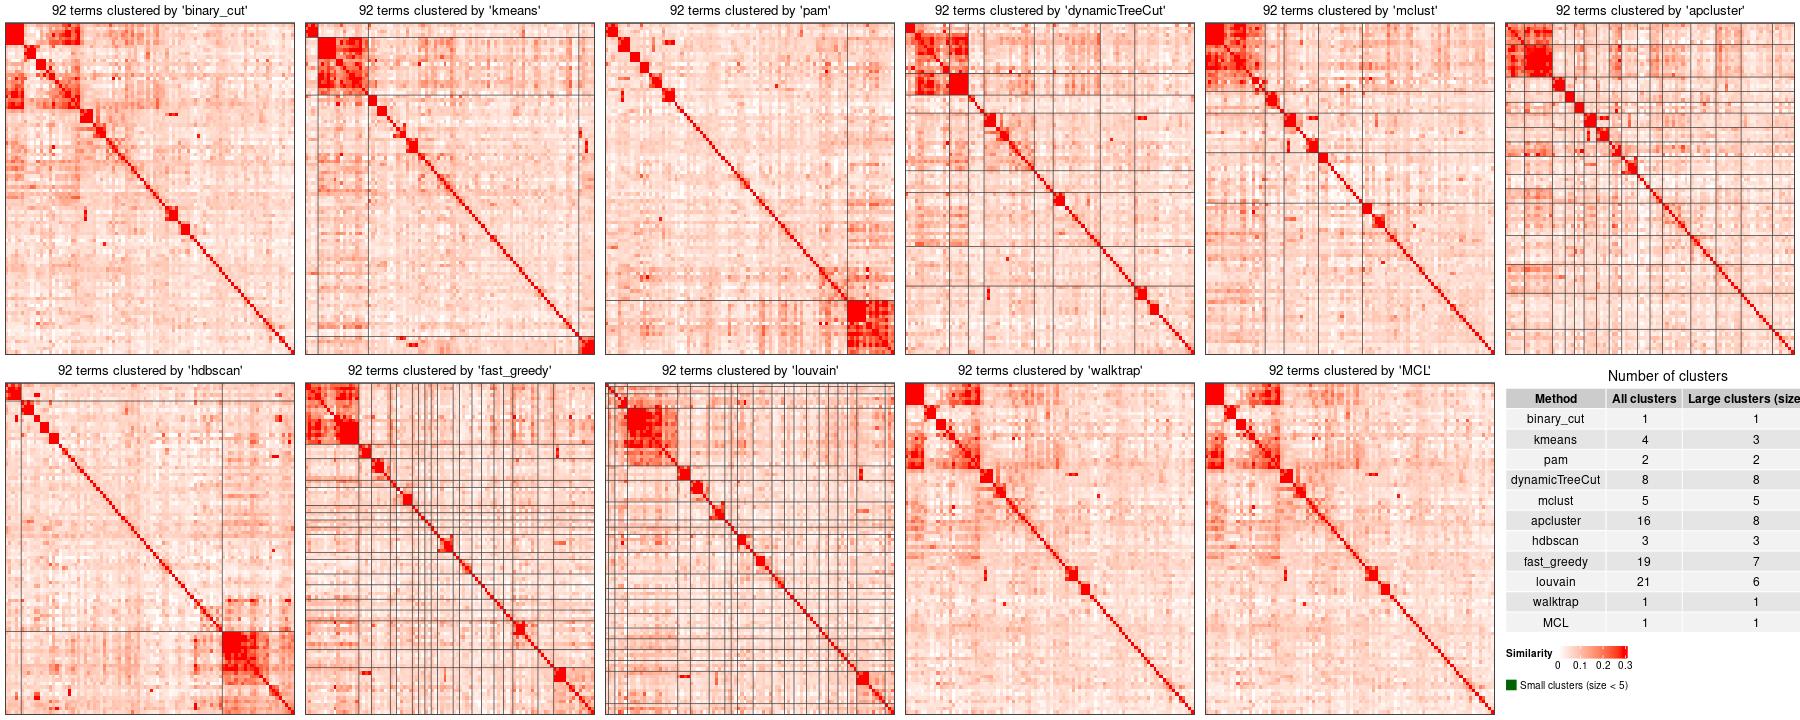 92 terms clustered by 'binary_cut'
92 terms clustered by 'kmeans'
92 terms clustered by 'pam'
92 terms clustered by 'dynamicTreeCut'
92 terms clustered by 'mclust'
92 terms clustered by 'apcluster'
92 terms clustered by 'hdbscan'
92 terms clustered by 'fast_greedy'
92 terms clustered by 'louvain'
92 terms clustered by 'walktrap'
92 terms clustered by 'MCL'
Number of clusters
Method All clusters Large clusters (size
binary_cut 1 1
kmeans 4 3
pam 2 2
dynamicTreeCut 8 8
mclust 5 5
apcluster 16 8
hdbscan 3 3
fast_greedy 19 7
louvain 21 6
walktrap 1 1
MCL 1 1
Similarity
0 0.1 0.2 0.3
Small clusters (size < 5)